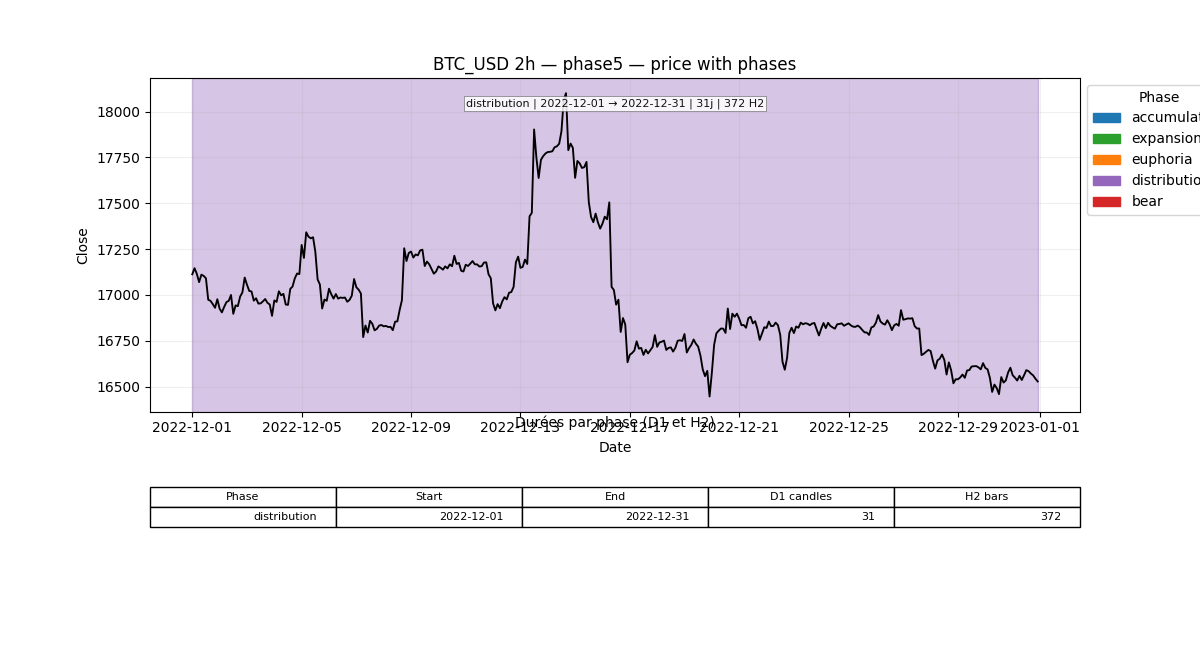 BTC_USD 2h — phase5 — price with phases
distribution | 2022-12-01 → 2022-12-31 | 31j | 372 H2
Phase
accumulat
expansion
euphoria
distributio
bear
Close
18000
17750
17500
17250
17000
16750
16500
2022-12-01 2022-12-05 2022-12-09 2022-12-13 2022-12-17 2022-12-21 2022-12-25 2022-12-29 2023-01-01
Durées par phase (D1 et H2)
Date
Phase Start End D1 candles H2 bars
distribution 2022-12-01 2022-12-31 31 372